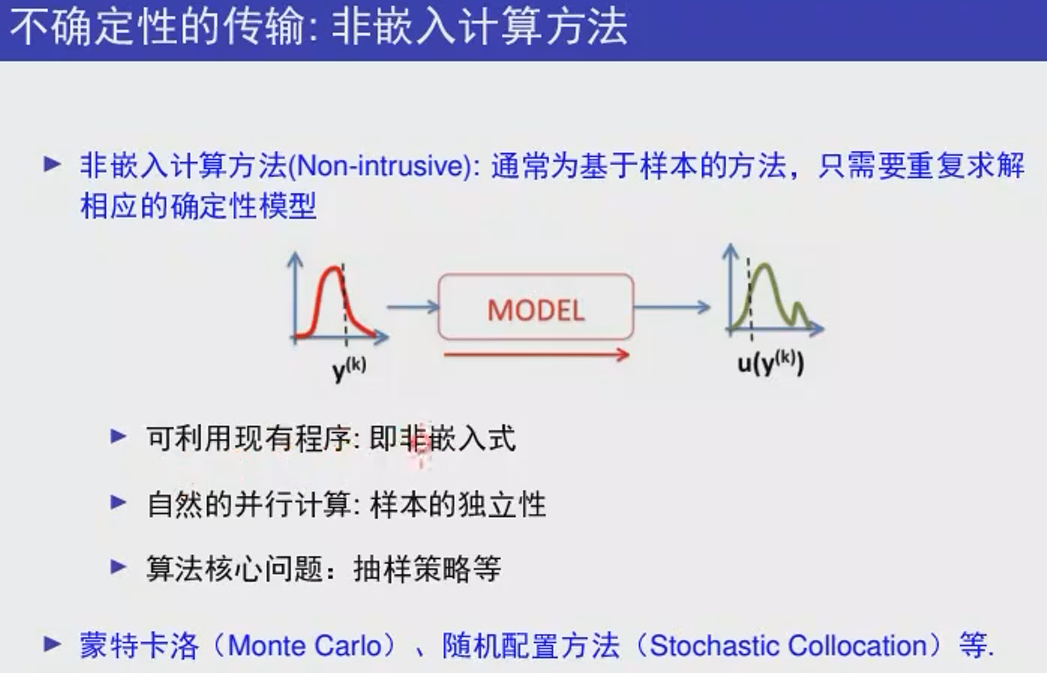 不确定性的传输: 非嵌入计算方法
非嵌入计算方法(Non-intrusive): 通常为基于样本的方法，只需要重复求解
相应的确定性模型
MODEL
y(k)
u(y(k))
可利用现有程序: 即非嵌入式
自然的并行计算: 样本的独立性
算法核心问题：抽样策略等
蒙特卡洛（Monte Carlo）、随机配置方法（Stochastic Collocation）等.